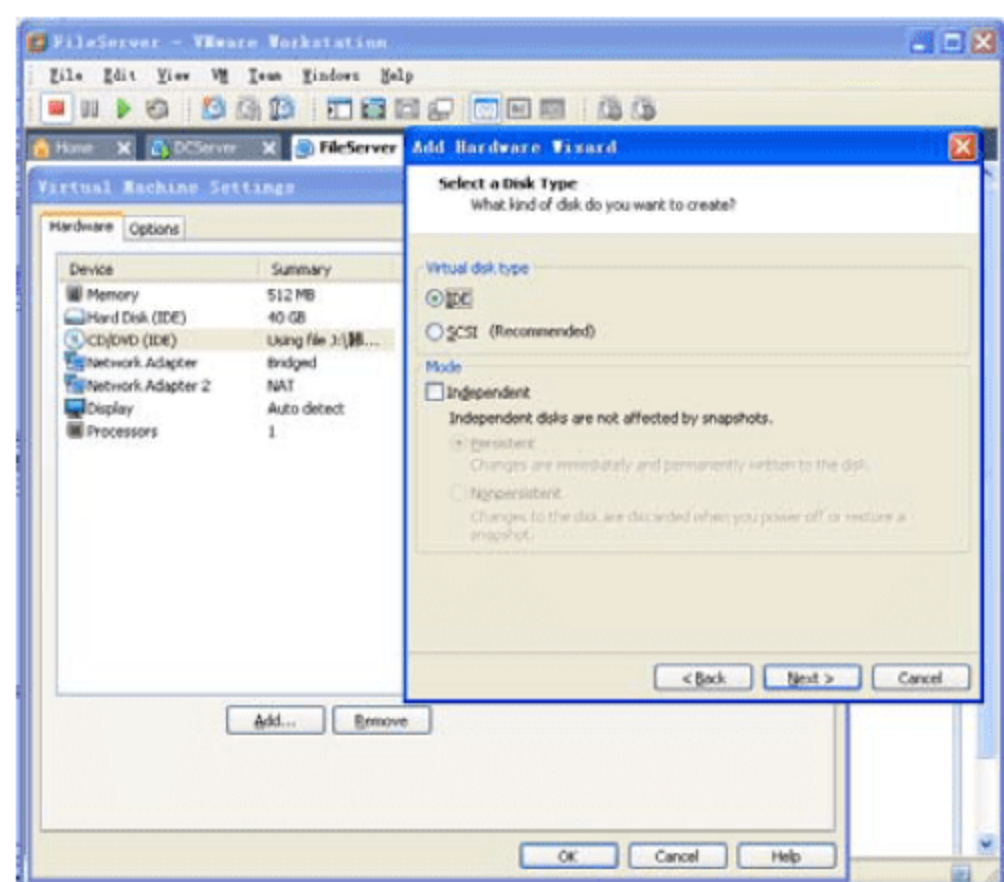 FileServer - VMware Workstation
File Edit View VM Team Windows Help
Home DCServer FileServer
Virtual Machine Settings
Hardware Options
Device Summary
Memory 512 MB
Hard Disk (IDE) 40 GB
CD/DVD (IDE) Using file J:\
Network Adapter Bridged
Network Adapter 2 NAT
Display Auto detect
Processors 1
Add... Remove
OK Cancel Help
Add Hardware Wizard
Select a Disk Type
What kind of disk do you want to create?
Virtual disk type
IDE
SCSI (Recommended)
Mode
Independent
Independent disks are not affected by snapshots.
Persistent
Changes are immediately and permanently written to the disk.
Nonpersistent
Changes to the disk are discarded when you power off or restore a
snapshot.
< Back Next > Cancel